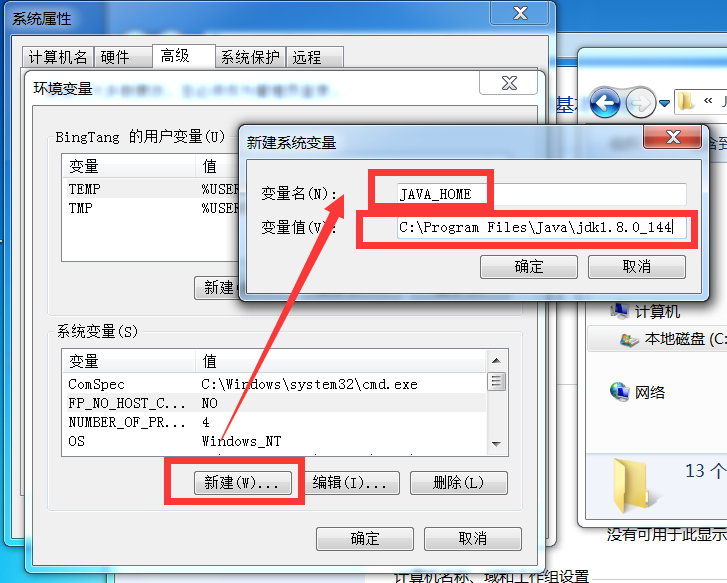 系统属性
计算机名 硬件 高级 系统保护 远程
环境变量
BingTang 的用户变量(U)
变量 值
TEMP %USER
TMP %USER
新建
新建系统变量
变量名(N):
JAVA_HOME
变量值(V):
C:\Program Files\Java\jdk1.8.0_144
确定 取消
系统变量(S)
变量 值
ComSpec C:\Windows\system32\cmd.exe
FP_NO_HOST_C... NO
NUMBER_OF_PR... 4
OS Windows_NT
新建(W)... 编辑(I)... 删除(L)
确定 取消
基本
« J
计算机
本地磁盘 (C:
网络
13 个
没有可用于此显示
计算机名称、域和工作组设置